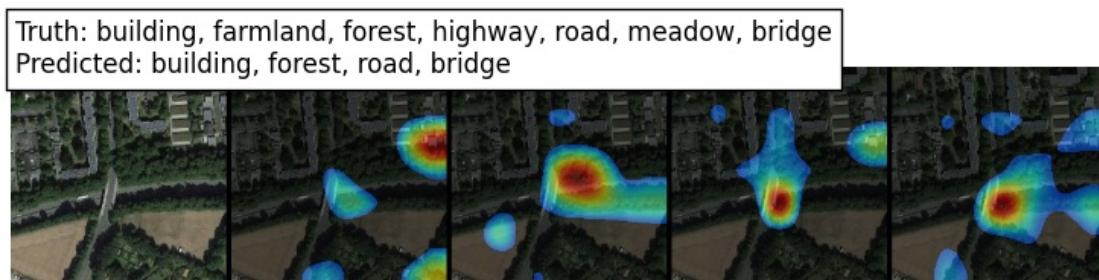 Truth: building, farmland, forest, highway, road, meadow, bridge
Predicted: building, forest, road, bridge